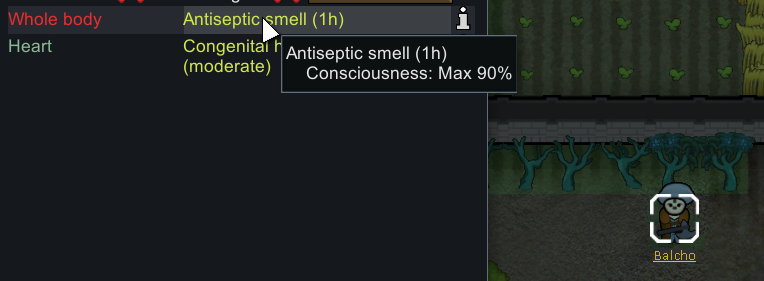 Whole body Antiseptic smell (1h)
Heart Congenital h
(moderate)
Antiseptic smell (1h)
Consciousness: Max 90%
Balcho